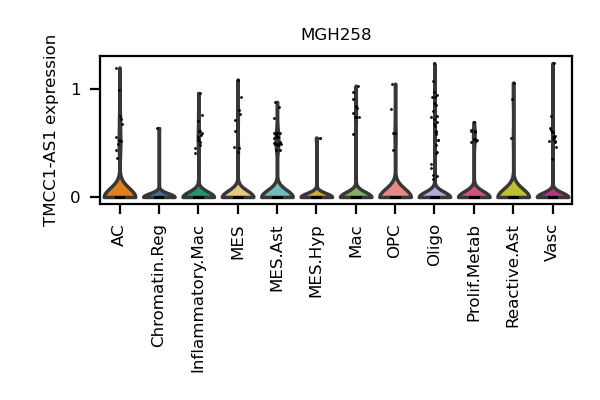 MGH258
TMCC1-AS1 expression
1
0
AC
Chromatin.Reg
Inflammatory.Mac
MES
MES.Ast
MES.Hyp
Mac
OPC
Oligo
Prolif.Metab
Reactive.Ast
Vasc